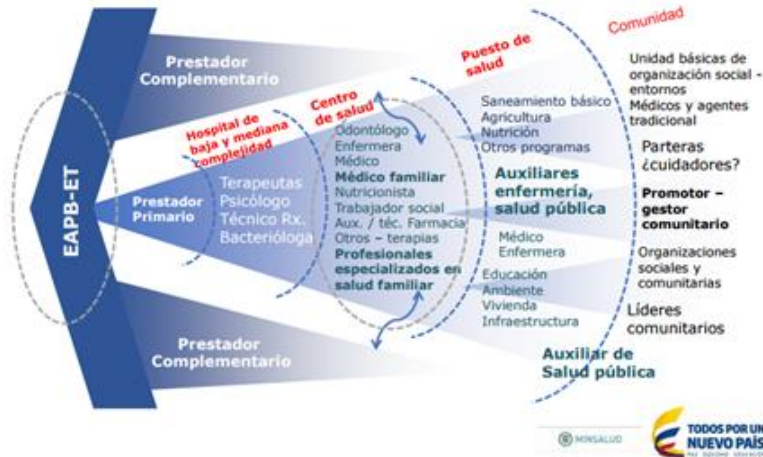 EAPB-ET
Prestador
Complementario
Prestador
Primario
Prestador
Complementario
Hospital de
baja y mediana
complejidad
Terapeutas
Psicólogo
Técnico Rx.
Bacterióloga
Centro
de salud
Odontólogo
Enfermera
Médico
Médico familiar
Nutricionista
Trabajador social
Aux. / téc. Farmacia
Otros – terapias
Profesionales
especializados en
salud familiar
Puesto de
salud
Saneamiento básico
Agricultura
Nutrición
Otros programas
Auxiliares
enfermería,
salud pública
Médico
Enfermera
Educación
Ambiente
Vivienda
Infraestructura
Auxiliar de
Salud pública
Comunidad
Unidad básicas de
organización social -
entornos
Médicos y agentes
tradicional
Parteras
¿cuidadores?
Promotor –
gestor
comunitario
Organizaciones
sociales y
comunitarias
Líderes
comunitarios
MINSALUD
TODOS POR UN
NUEVO PAÍS
PAZ EQUIDAD EDUCACIÓN